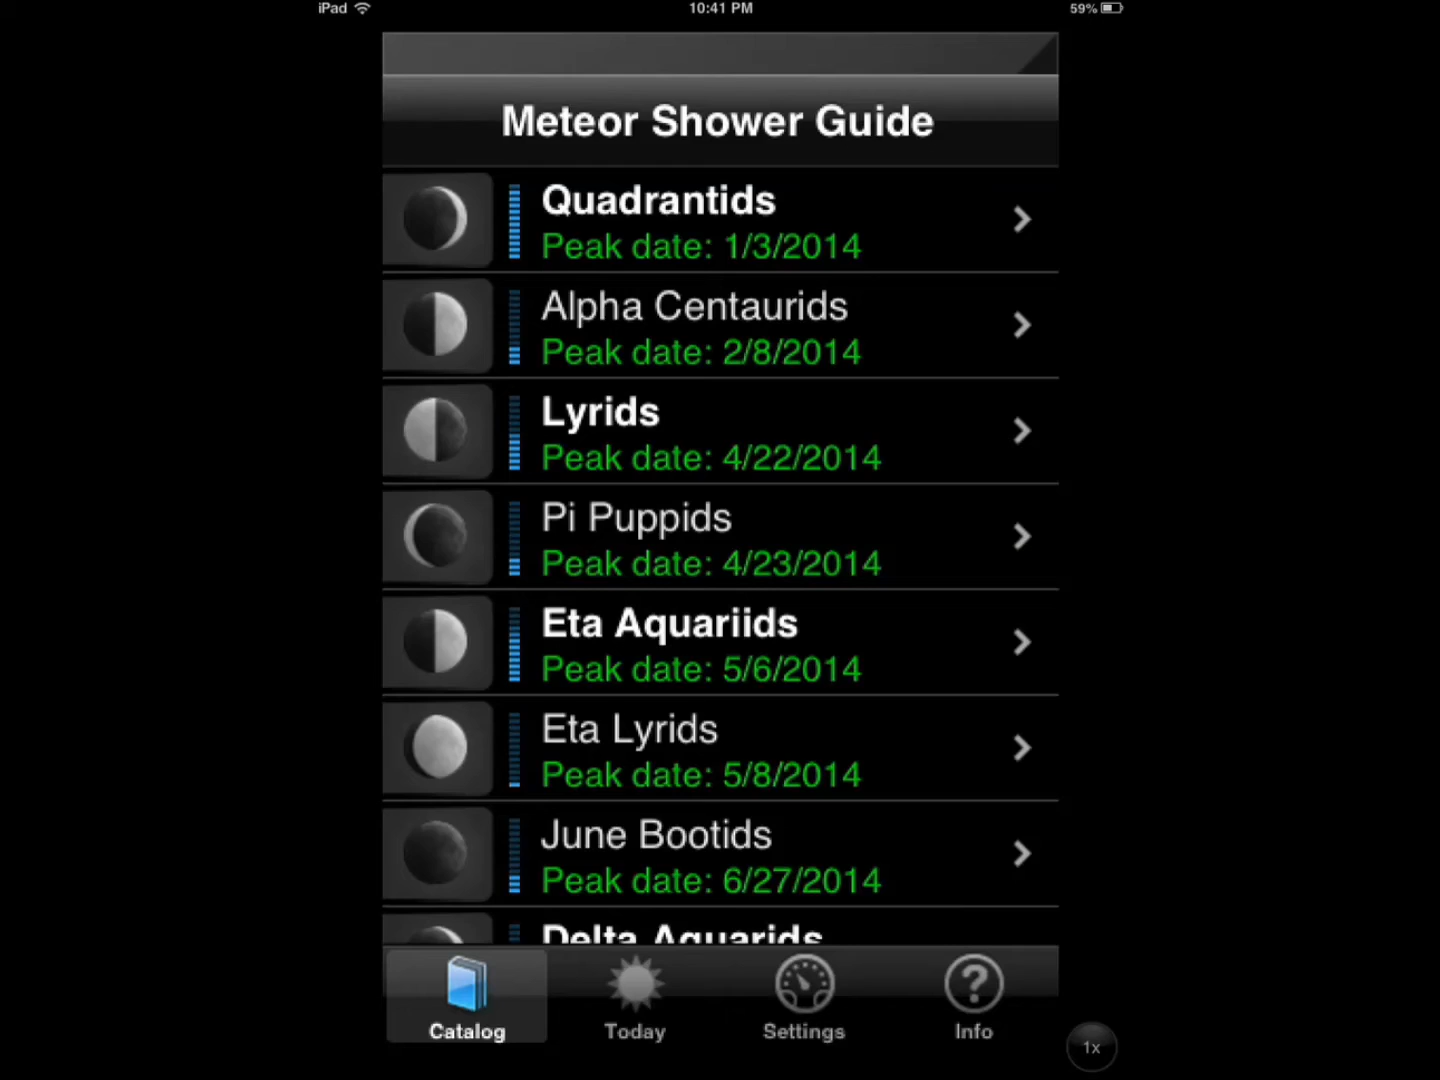 iPad 10:41 PM 59%
Meteor Shower Guide
Quadrantids
Peak date: 1/3/2014
Alpha Centaurids
Peak date: 2/8/2014
Lyrids
Peak date: 4/22/2014
Pi Puppids
Peak date: 4/23/2014
Eta Aquariids
Peak date: 5/6/2014
Eta Lyrids
Peak date: 5/8/2014
June Bootids
Peak date: 6/27/2014
Delta Aquarids
Catalog Today Settings Info
1x